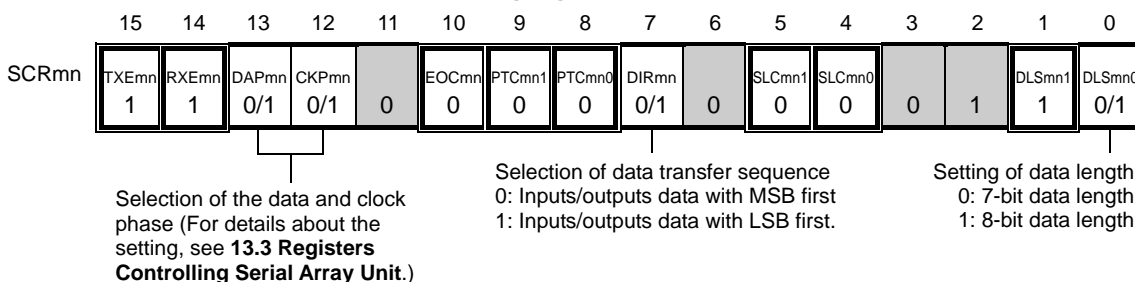 15 14 13 12 11 10 9 8 7 6 5 4 3 2 1 0
SCRmn TXEmn RXEmn DAPmn CKPmn EOCmn PTCmn1 PTCmn0 DIRmn SLCmn1 SLCmn0 DLSmn1 DLSmn0
1 1 0/1 0/1 0 0 0 0 0/1 0 0 0 0 1 1 0/1
Selection of the data and clock
phase (For details about the
setting, see 13.3 Registers
Controlling Serial Array Unit.)
Selection of data transfer sequence
0: Inputs/outputs data with MSB first
1: Inputs/outputs data with LSB first.
Setting of data length
0: 7-bit data length
1: 8-bit data length